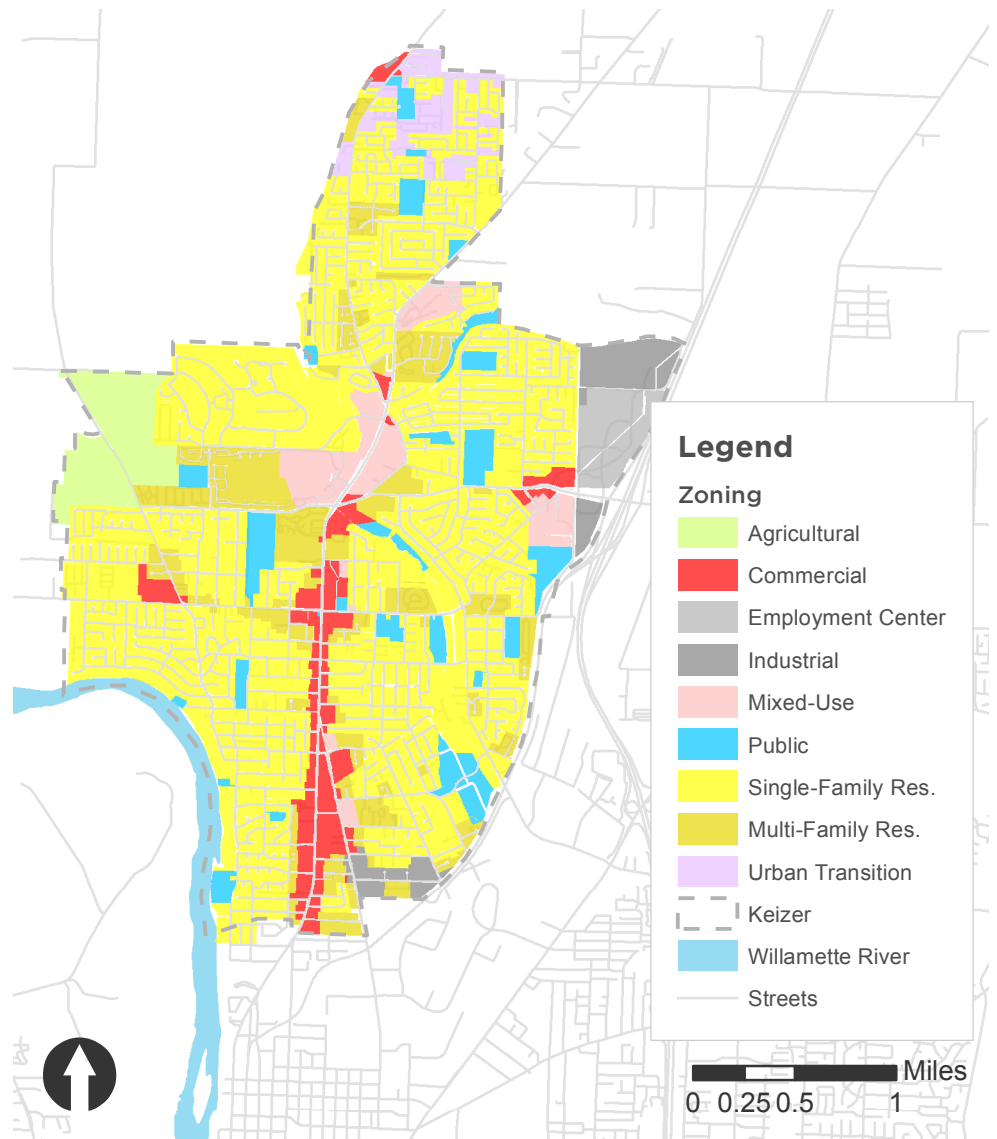 Legend
Zoning
Agricultural
Commercial
Employment Center
Industrial
Mixed-Use
Public
Single-Family Res.
Multi-Family Res.
Urban Transition
Keizer
Willamette River
Streets
Miles
0 0.25 0.5 1